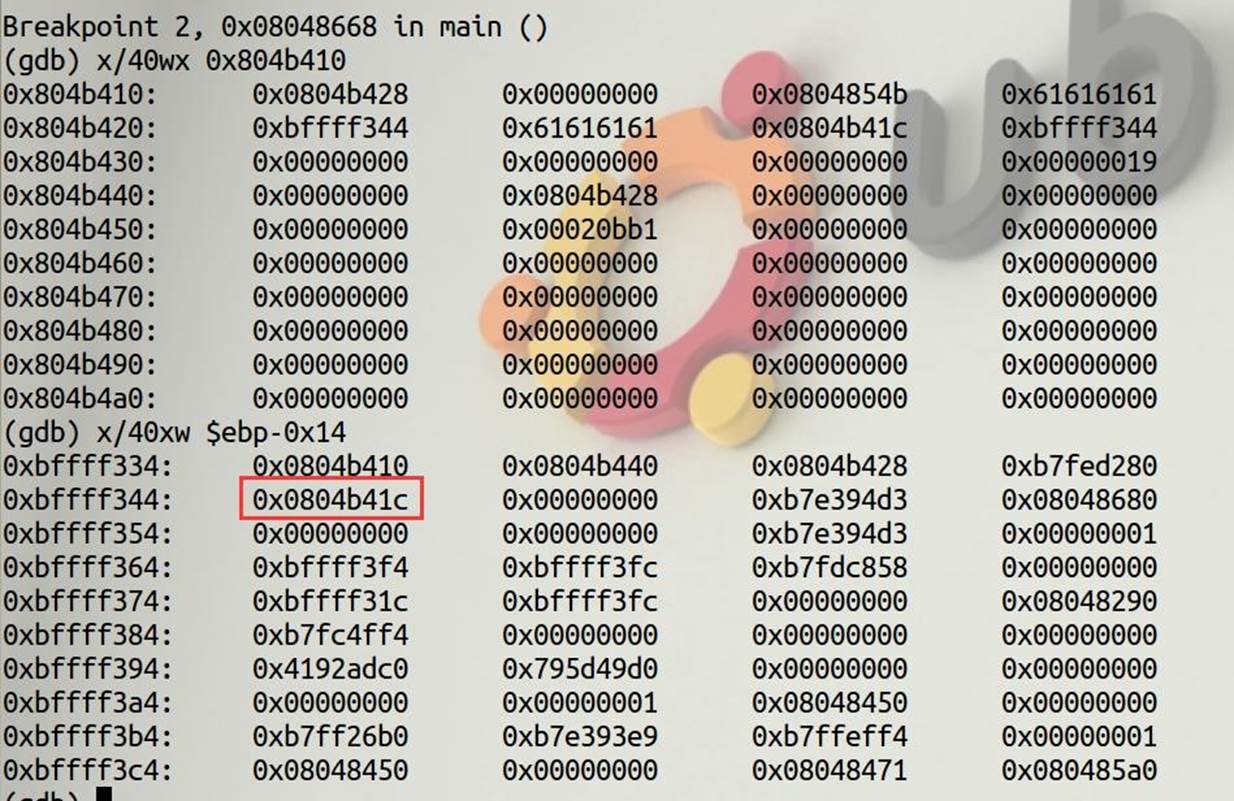 Breakpoint 2, 0x08048668 in main ()
(gdb) x/40wx 0x804b410
0x804b410: 0x0804b428 0x00000000 0x0804854b 0x61616161
0x804b420: 0xbffff344 0x61616161 0x0804b41c 0xbffff344
0x804b430: 0x00000000 0x00000000 0x00000000 0x00000019
0x804b440: 0x00000000 0x0804b428 0x00000000 0x00000000
0x804b450: 0x00000000 0x00020bb1 0x00000000 0x00000000
0x804b460: 0x00000000 0x00000000 0x00000000 0x00000000
0x804b470: 0x00000000 0x00000000 0x00000000 0x00000000
0x804b480: 0x00000000 0x00000000 0x00000000 0x00000000
0x804b490: 0x00000000 0x00000000 0x00000000 0x00000000
0x804b4a0: 0x00000000 0x00000000 0x00000000 0x00000000
(gdb) x/40xw $ebp-0x14
0xbffff334: 0x0804b410 0x0804b440 0x0804b428 0xb7fed280
0xbffff344: 0x0804b41c 0x00000000 0xb7e394d3 0x08048680
0xbffff354: 0x00000000 0x00000000 0xb7e394d3 0x00000001
0xbffff364: 0xbffff3f4 0xbffff3fc 0xb7fdc858 0x00000000
0xbffff374: 0xbffff31c 0xbffff3fc 0x00000000 0x08048290
0xbffff384: 0xb7fc4ff4 0x00000000 0x00000000 0x00000000
0xbffff394: 0x4192adc0 0x795d49d0 0x00000000 0x00000000
0xbffff3a4: 0x00000000 0x00000001 0x08048450 0x00000000
0xbffff3b4: 0xb7ff26b0 0xb7e393e9 0xb7ffeff4 0x00000001
0xbffff3c4: 0x08048450 0x00000000 0x08048471 0x080485a0
(gdb)
ub